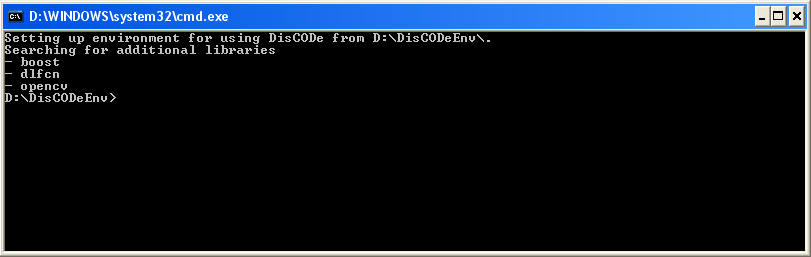 D:\WINDOWS\system32\cmd.exe
Setting up environment for using DisCODe from D:\DisCODeEnv\.
Searching for additional libraries
- boost
- dlfcn
- opencv
D:\DisCODeEnv>